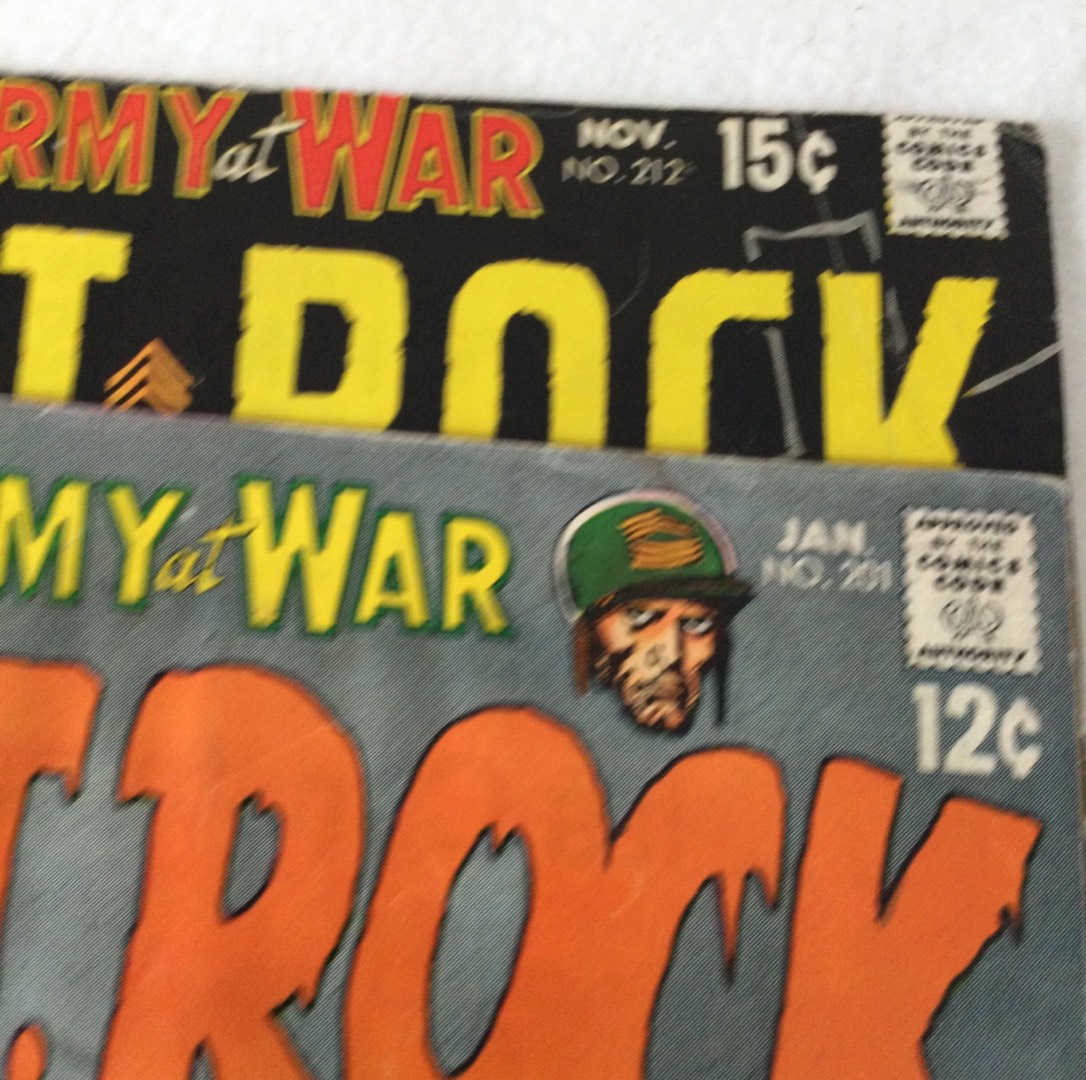 RMY at WAR
NOV.
NO. 212
15¢
APPROVED
BY THE
COMICS
CODE
AUTHORITY
T. ROCK
MY at WAR
JAN.
NO. 201
APPROVED
BY THE
COMICS
CODE
AUTHORITY
12¢
T. ROCK